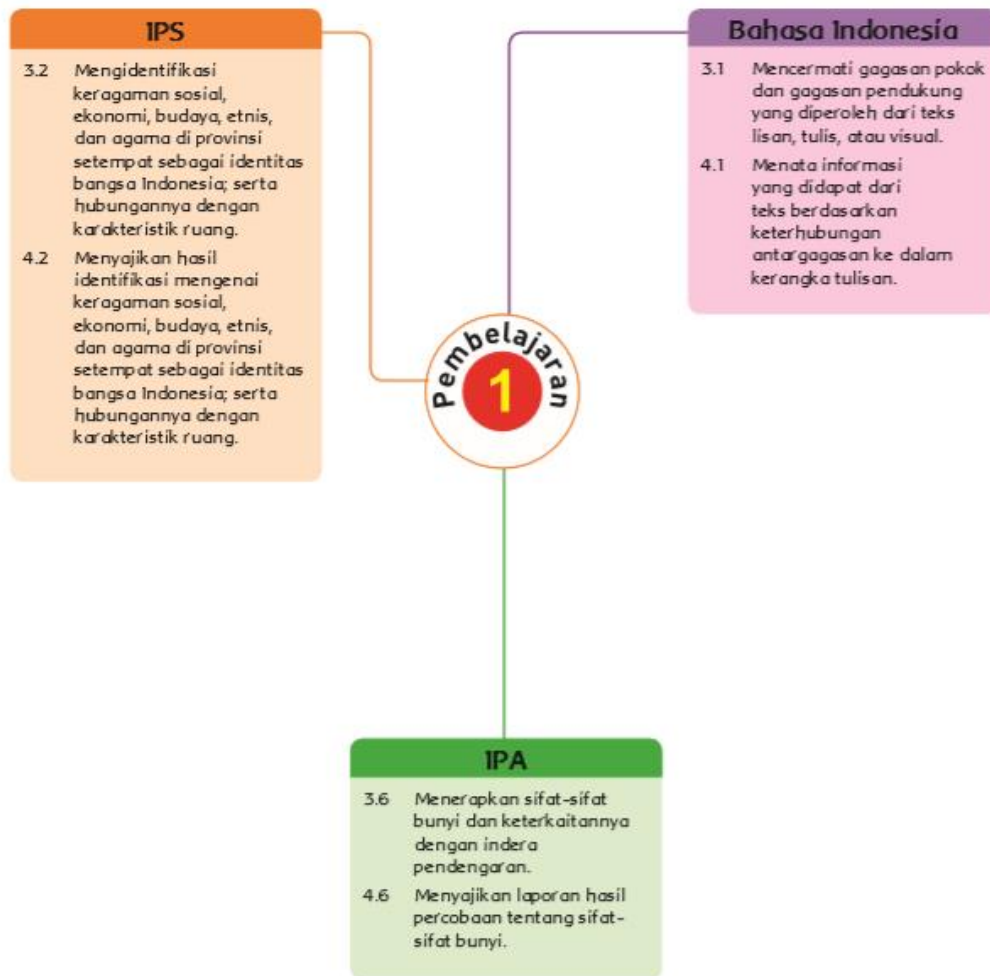 IPS
3.2 Mengidentifikasi
keragaman sosial,
ekonomi, budaya, etnis,
dan agama di provinsi
setempat sebagai identitas
bangsa Indonesia; serta
hubungannya dengan
karakteristik ruang.
4.2 Menyajikan hasil
identifikasi mengenai
keragaman sosial,
ekonomi, budaya, etnis,
dan agama di provinsi
setempat sebagai identitas
bangsa Indonesia; serta
hubungannya dengan
karakteristik ruang.
Bahasa Indonesia
3.1 Mencermati gagasan pokok
dan gagasan pendukung
yang diperoleh dari teks
lisan, tulis, atau visual.
4.1 Menata informasi
yang didapat dari
teks berdasarkan
keterhubungan
antargagasan ke dalam
kerangka tulisan.
Pembelajaran
1
IPA
3.6 Menerapkan sifat-sifat
bunyi dan keterkaitannya
dengan indera
pendengaran.
4.6 Menyajikan laporan hasil
percobaan tentang sifat-
sifat bunyi.